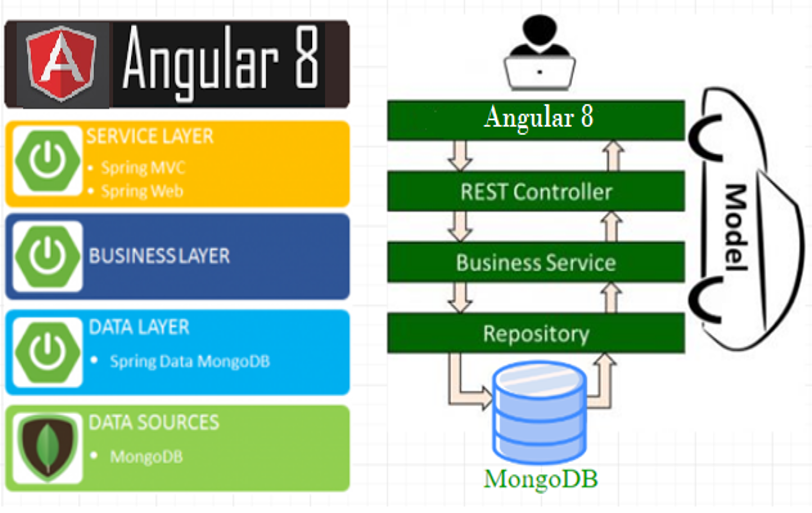 Angular 8
SERVICE LAYER
• Spring MVC
• Spring Web
BUSINESS LAYER
DATA LAYER
• Spring Data MongoDB
DATA SOURCES
• MongoDB
Angular 8
REST Controller
Business Service
Repository
MongoDB
Model